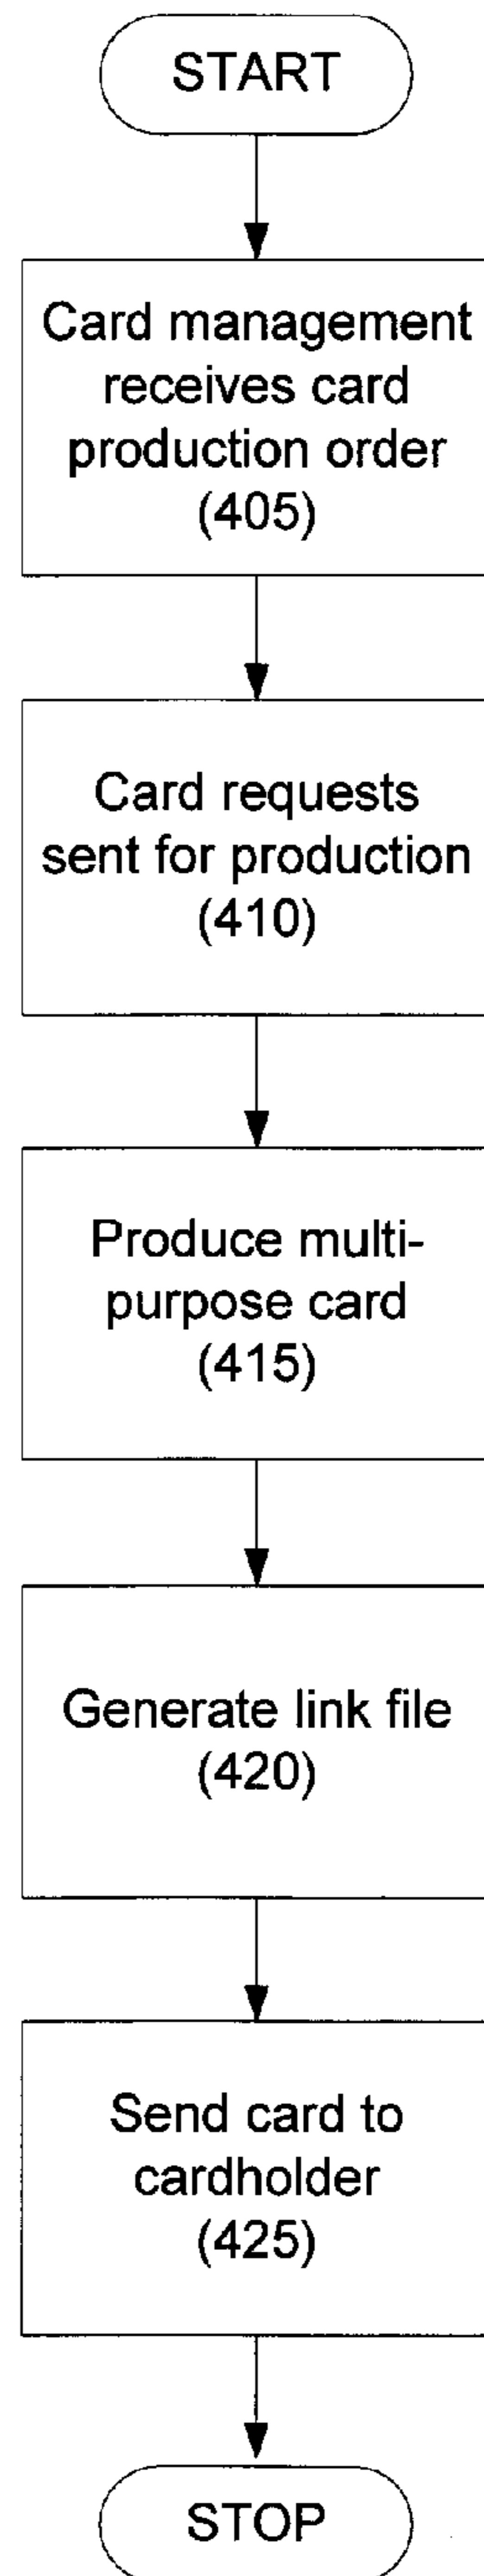 START
Card management
receives card
production order
(405)
Card requests
sent for production
(410)
Produce multi-
purpose card
(415)
Generate link file
(420)
Send card to
cardholder
(425)
STOP